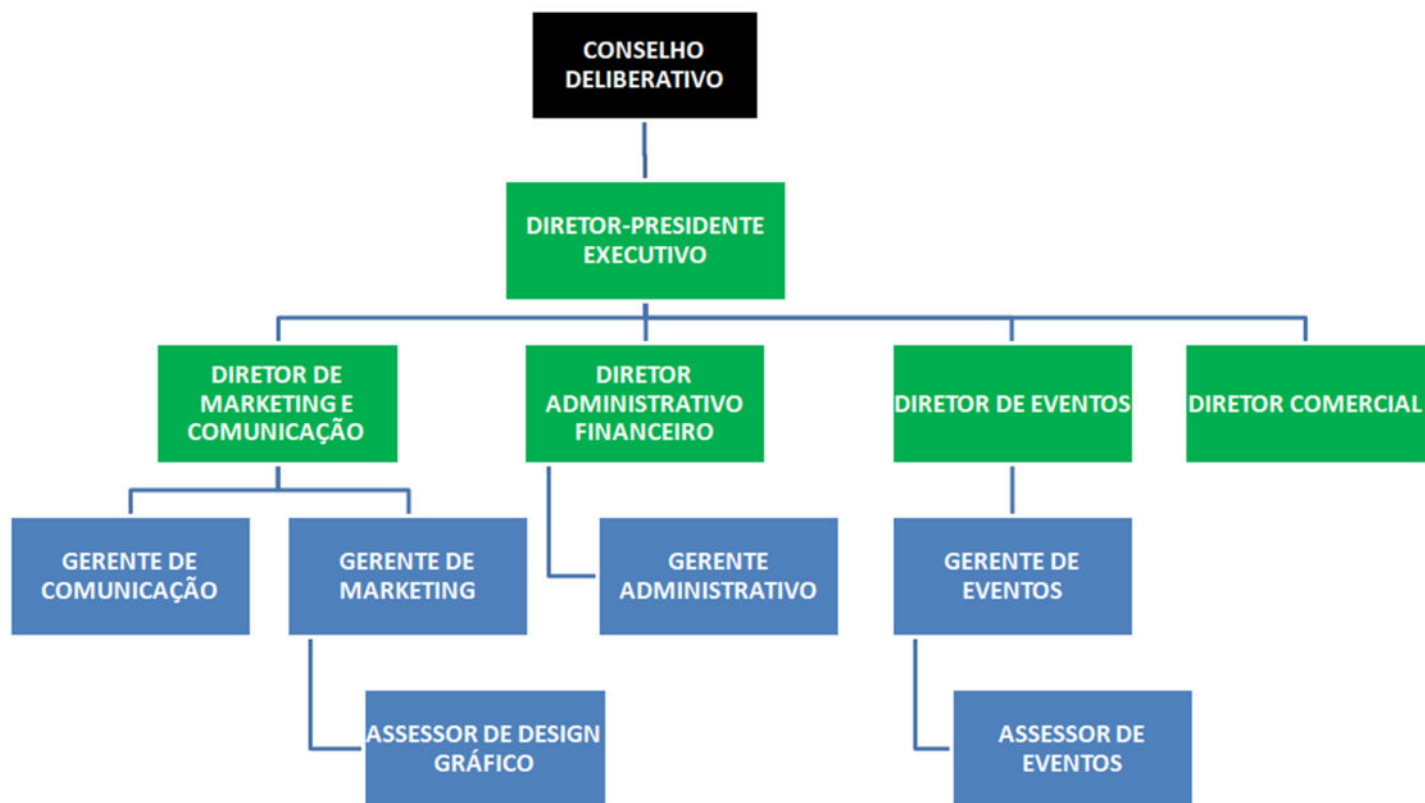 CONSELHO
DELIBERATIVO
DIRETOR-PRESIDENTE
EXECUTIVO
DIRETOR DE
MARKETING E
COMUNICAÇÃO
DIRETOR
ADMINISTRATIVO
FINANCEIRO
DIRETOR DE EVENTOS
DIRETOR COMERCIAL
GERENTE DE
COMUNICAÇÃO
GERENTE DE
MARKETING
GERENTE
ADMINISTRATIVO
GERENTE DE
EVENTOS
ASSESSOR DE DESIGN
GRÁFICO
ASSESSOR DE
EVENTOS